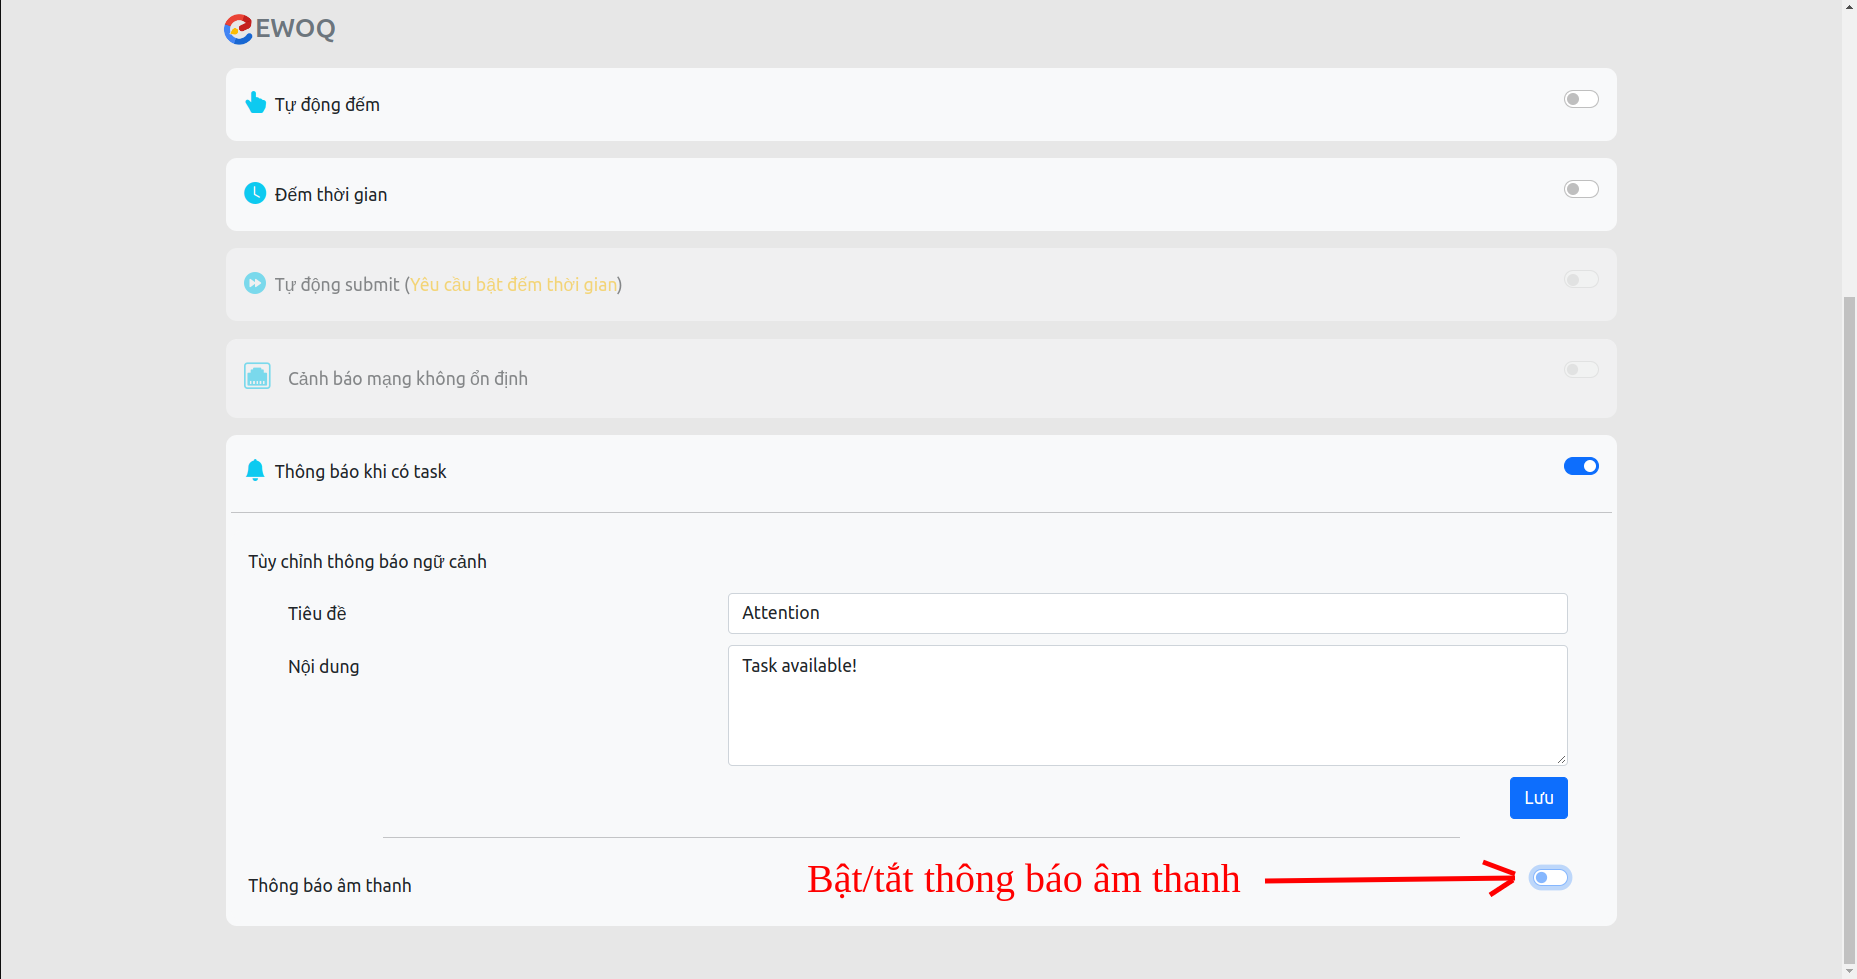 EWOQ
Tự động đếm
Đếm thời gian
Tự động submit (Yêu cầu bật đếm thời gian)
Cảnh báo mạng không ổn định
Thông báo khi có task
Tùy chỉnh thông báo ngữ cảnh
Tiêu đề
Attention
Nội dung
Task available!
Lưu
Thông báo âm thanh
Bật/tắt thông báo âm thanh